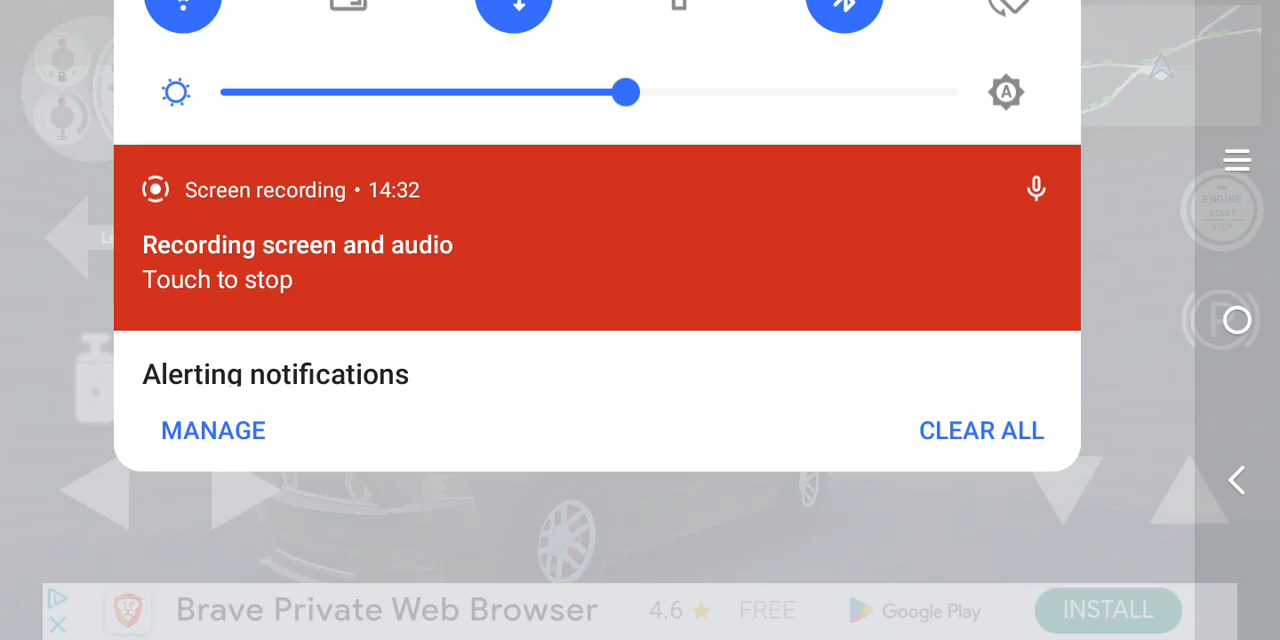 A
Screen recording • 14:32
Recording screen and audio
Touch to stop
Alerting notifications
MANAGE
CLEAR ALL
ENGINE
START
STOP
P
Brave Private Web Browser 4.6 FREE Google Play INSTALL